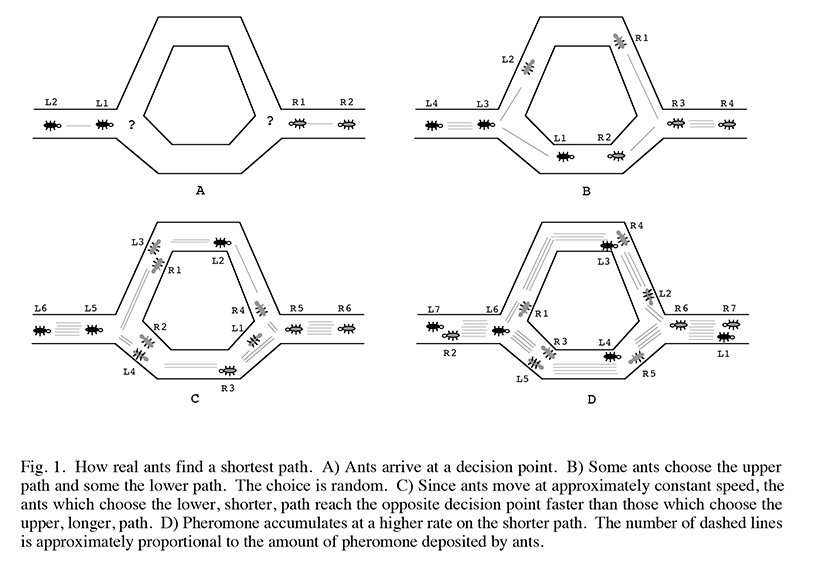 L2 L1 R1 R2
? ?
A
R1
L2
L4 L3 R3 R4
L1 R2
B
L3
R1 L2
L6 L5 R4 R5 R6
R2 L1
L4
R3
C
R4
L3
L2
L7 L6 R1 R6 R7
R2 R3 L4 L1
L5 R5
D
Fig. 1. How real ants find a shortest path. A) Ants arrive at a decision point. B) Some ants choose the upper
path and some the lower path. The choice is random. C) Since ants move at approximately constant speed, the
ants which choose the lower, shorter, path reach the opposite decision point faster than those which choose the
upper, longer, path. D) Pheromone accumulates at a higher rate on the shorter path. The number of dashed lines
is approximately proportional to the amount of pheromone deposited by ants.